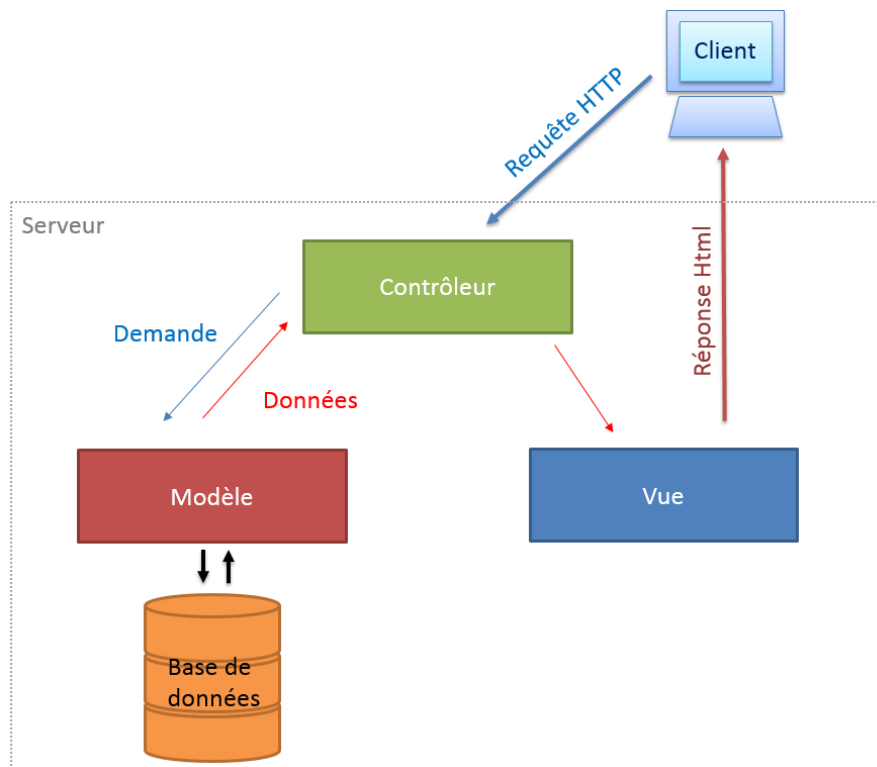 Client
Requête HTTP
Serveur
Contrôleur
Réponse Html
Demande
Données
Modèle
Vue
Base de
données